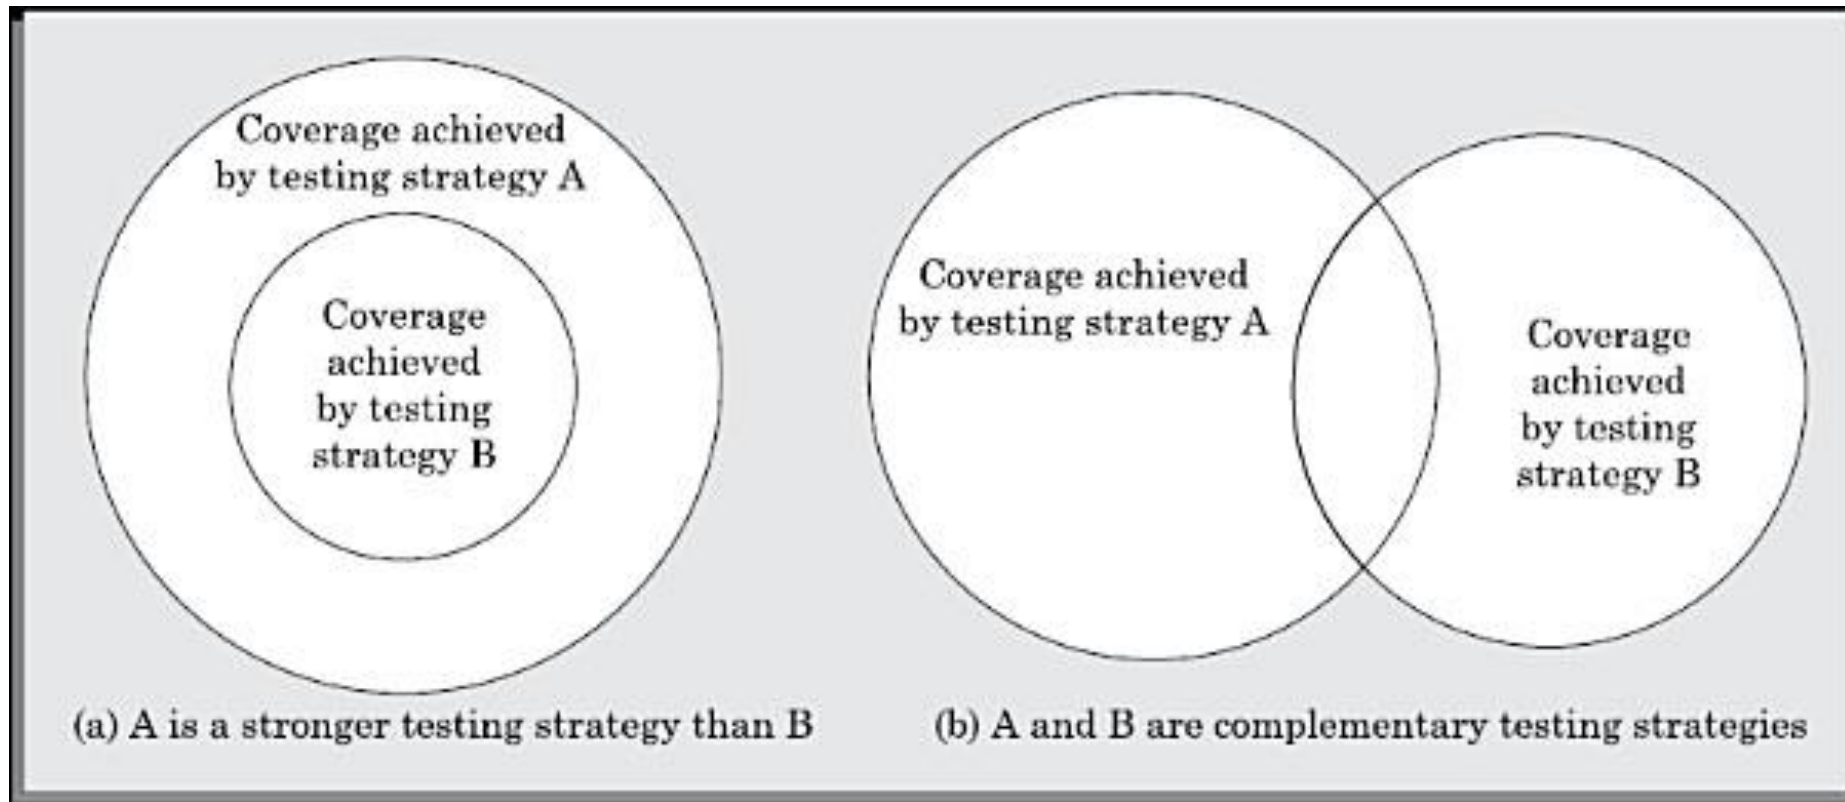 Coverage achieved
by testing strategy A
Coverage
achieved
by testing
strategy B
(a) A is a stronger testing strategy than B
Coverage achieved
by testing strategy A
Coverage
achieved
by testing
strategy B
(b) A and B are complementary testing strategies